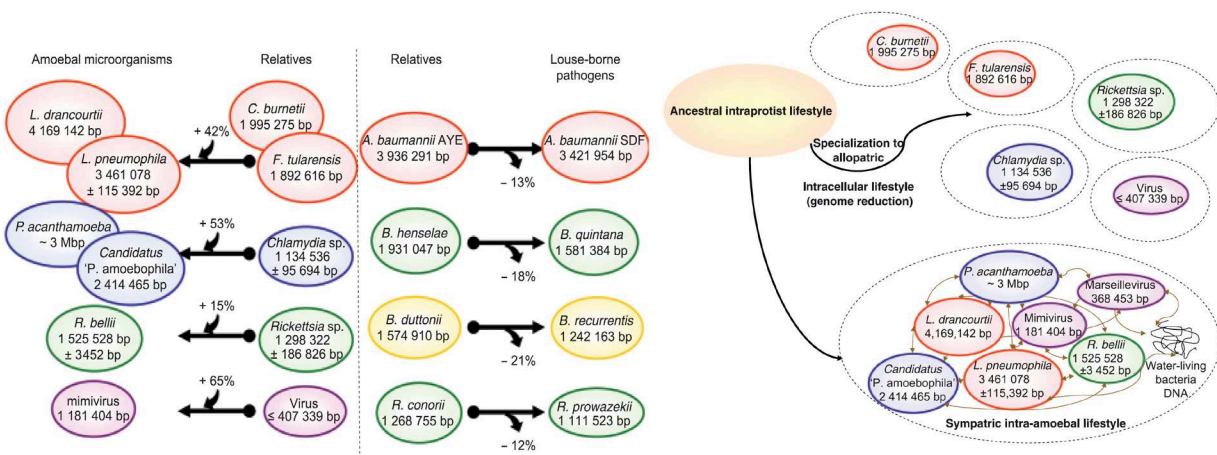 Amoebal microorganisms
Relatives
L. drancourtii
4 169 142 bp
L. pneumophila
3 461 078
± 115 392 bp
+ 42%
C. burnetii
1 995 275 bp
F. tularensis
1 892 616 bp
P. acanthamoeba
~ 3 Mbp
Candidatus
'P. amoebophila'
2 414 465 bp
+ 53%
Chlamydia sp.
1 134 536
± 95 694 bp
R. bellii
1 525 528 bp
± 3452 bp
+ 15%
Rickettsia sp.
1 298 322
± 186 826 bp
mimivirus
1 181 404 bp
+ 65%
Virus
≤ 407 339 bp
Relatives
Louse-borne
pathogens
A. baumannii AYE
3 936 291 bp
– 13%
A. baumannii SDF
3 421 954 bp
B. henselae
1 931 047 bp
– 18%
B. quintana
1 581 384 bp
B. duttonii
1 574 910 bp
– 21%
B. recurrentis
1 242 163 bp
R. conorii
1 268 755 bp
– 12%
R. prowazekii
1 111 523 bp
Ancestral intraprotist lifestyle
Specialization to
allopatric
Intracellular lifestyle
(genome reduction)
C. burnetii
1 995 275 bp
F. tularensis
1 892 616 bp
Rickettsia sp.
1 298 322
±186 826 bp
Chlamydia sp.
1 134 536
±95 694 bp
Virus
≤ 407 339 bp
P. acanthamoeba
~ 3 Mbp
Marseillevirus
368 453 bp
L. drancourtii
4,169,142 bp
Mimivirus
1 181 404 bp
R. bellii
1 525 528
±3 452 bp
Candidatus
'P. amoebophila'
2 414 465 bp
L. pneumophila
3 461 078
±115,392 bp
Water-living
bacteria
DNA
Sympatric intra-amoebal lifestyle